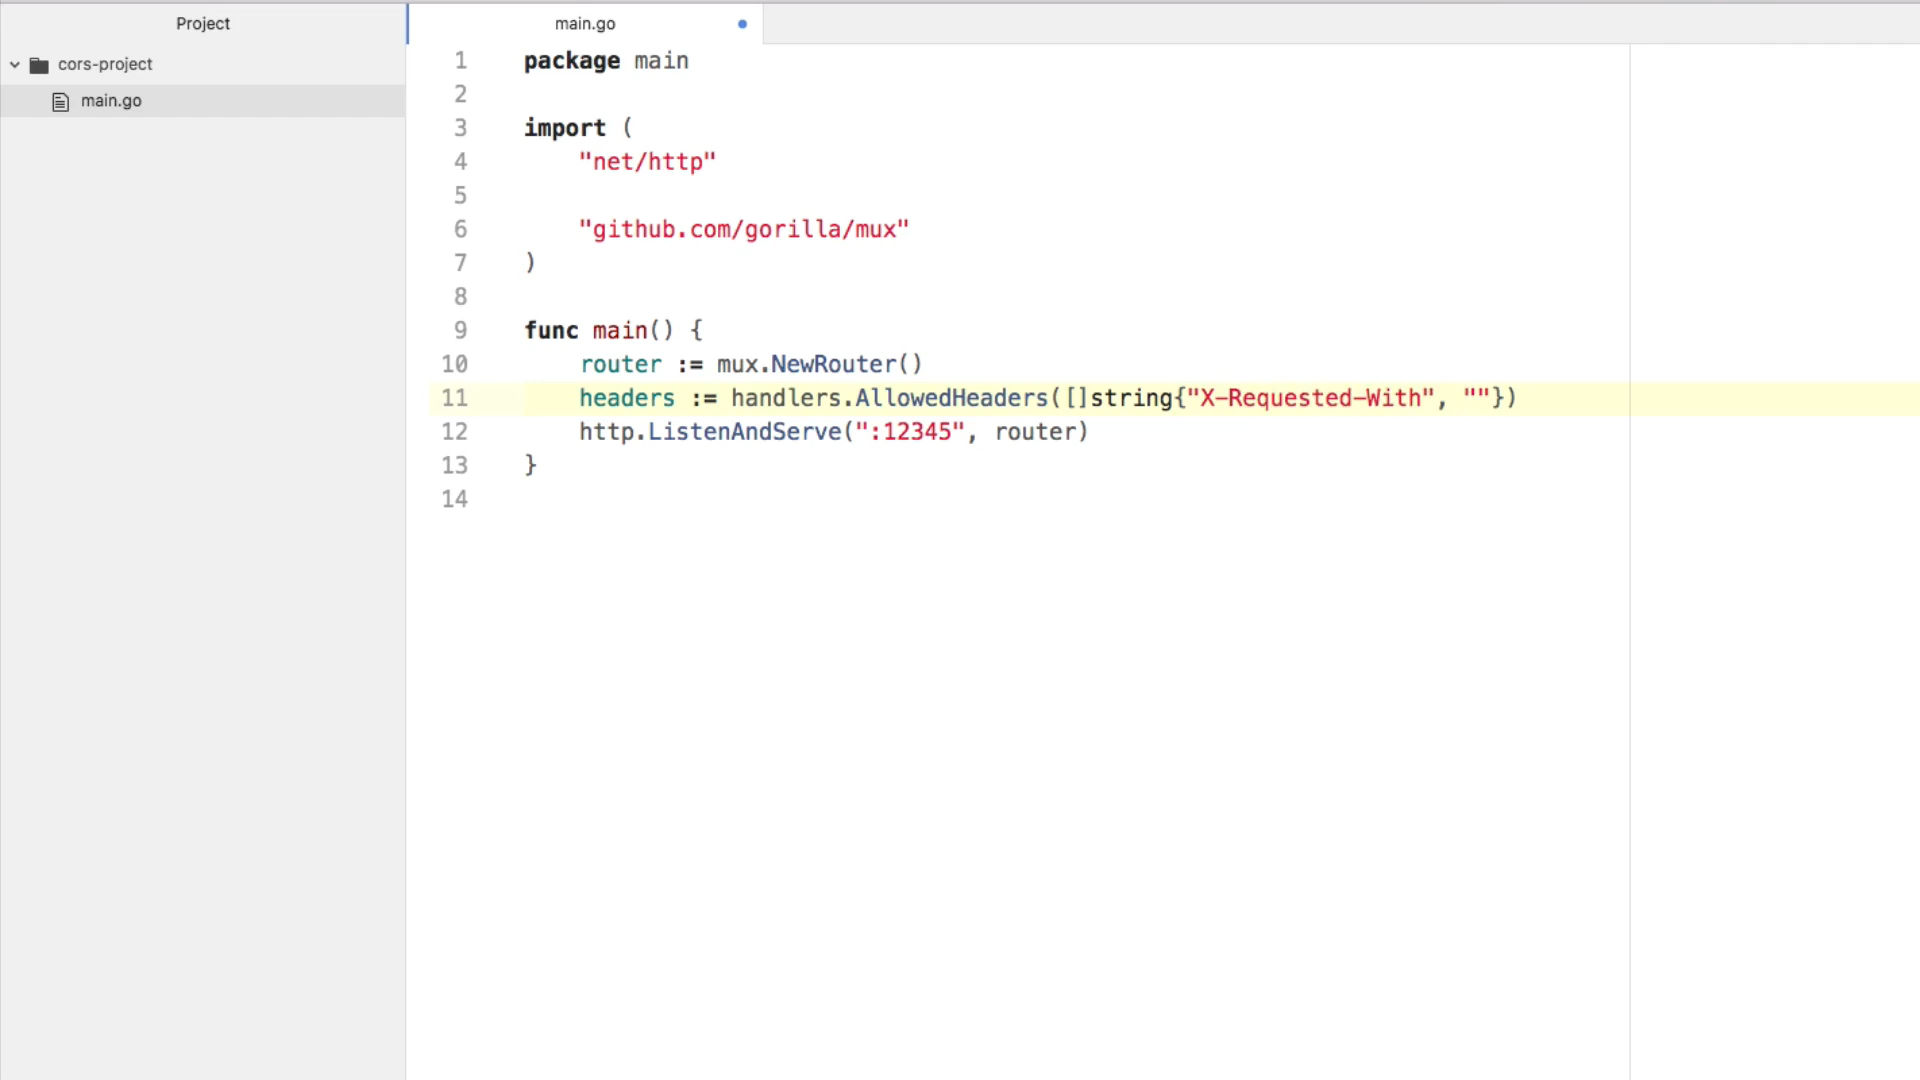 Project
cors-project
main.go
main.go
1 package main
2
3 import (
4 "net/http"
5
6 "github.com/gorilla/mux"
7 )
8
9 func main() {
10 router := mux.NewRouter()
11 headers := handlers.AllowedHeaders([]string{"X-Requested-With", ""})
12 http.ListenAndServe(":12345", router)
13 }
14